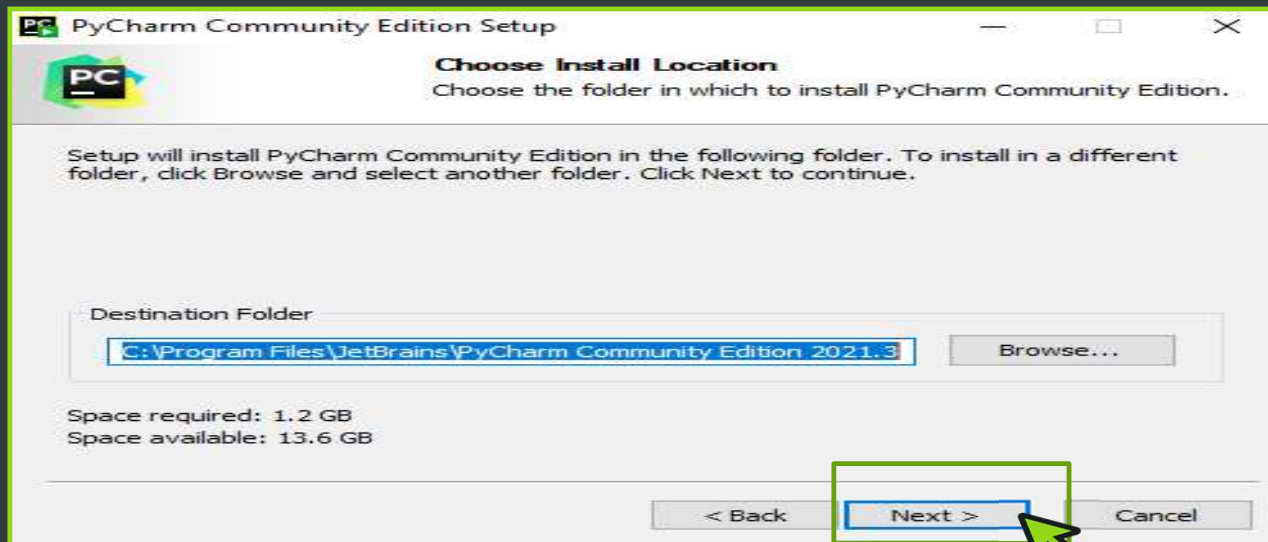 PC PyCharm Community Edition Setup
PC
Choose Install Location
Choose the folder in which to install PyCharm Community Edition.
Setup will install PyCharm Community Edition in the following folder. To install in a different
folder, click Browse and select another folder. Click Next to continue.
Destination Folder
C:\Program Files\JetBrains\PyCharm Community Edition 2021.3
Browse...
Space required: 1.2 GB
Space available: 13.6 GB
< Back
Next >
Cancel